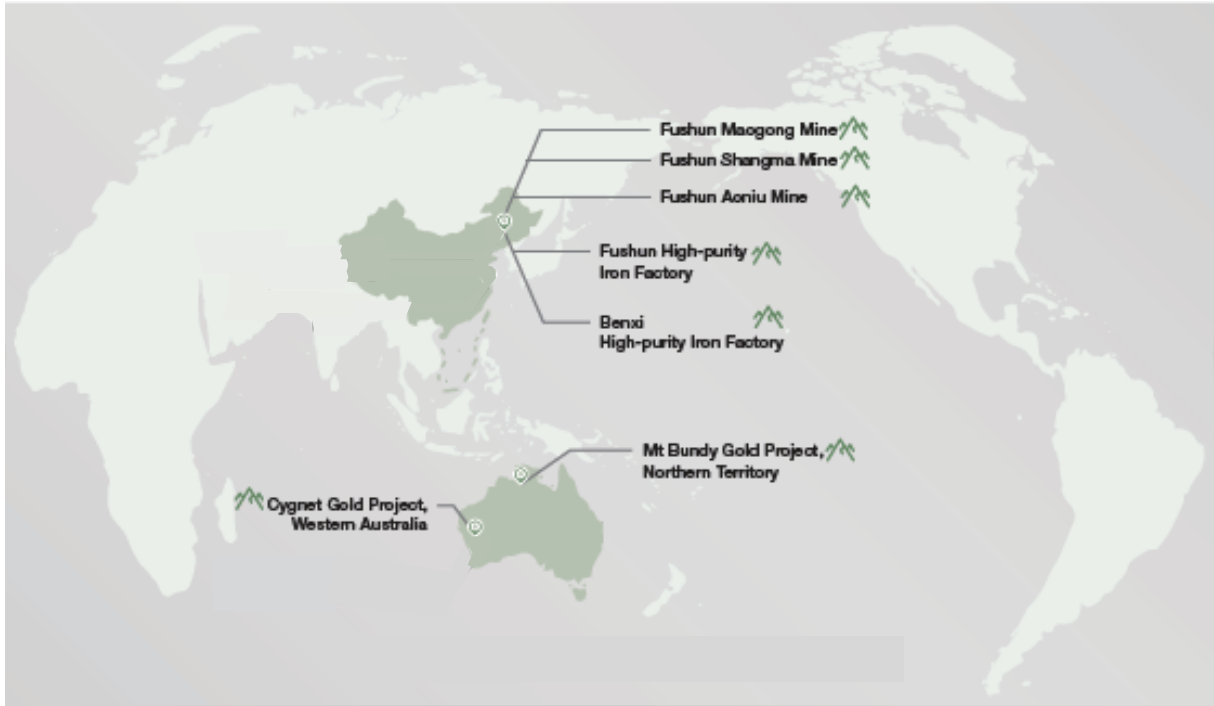 Fushun Maogong Mine
Fushun Shangma Mine
Fushun Aoniu Mine
Fushun High-purity
Iron Factory
Benxi
High-purity Iron Factory
Mt Bundy Gold Project,
Northern Territory
Cygnet Gold Project,
Western Australia